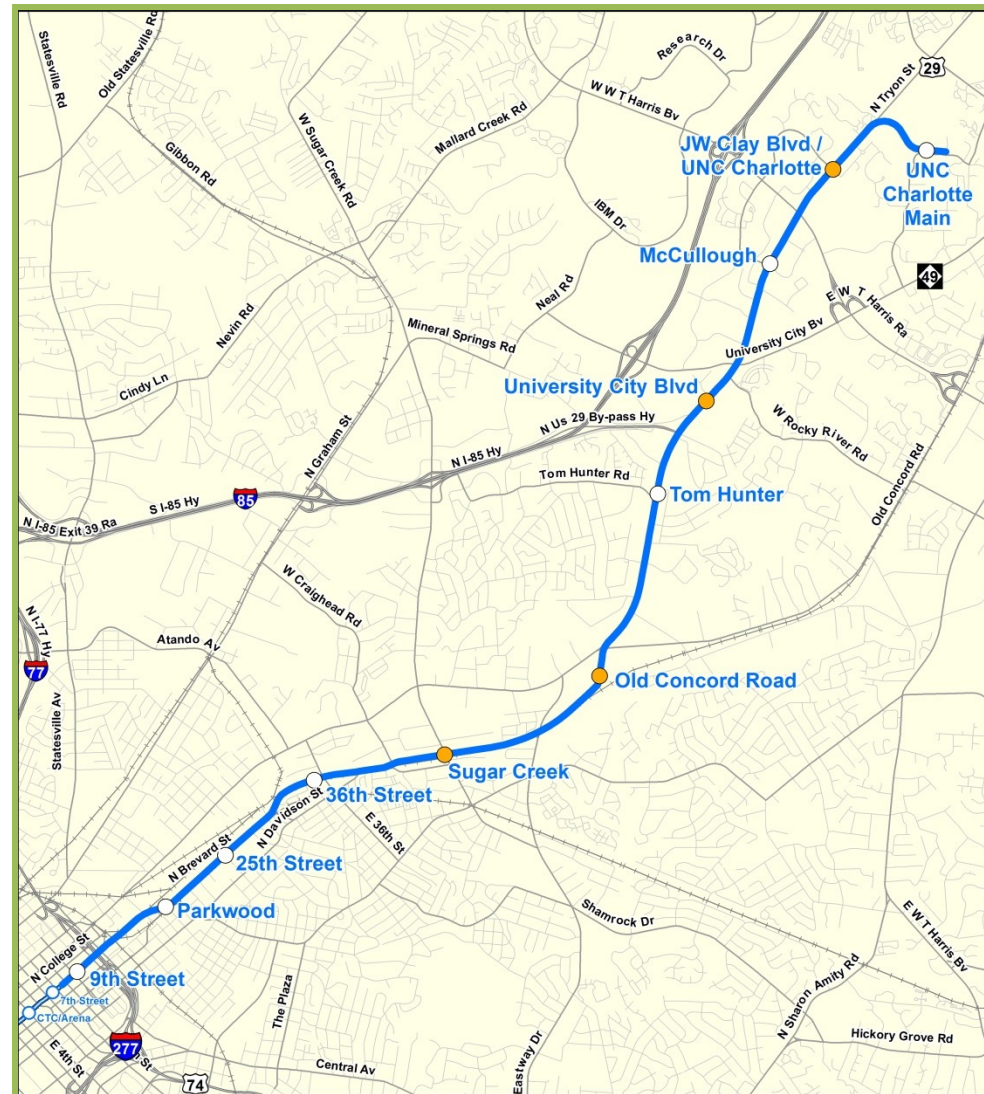 Statesville Rd
Old Statesville Rd
Research Dr
29
N Tryon St
W W T Harris Bv
W Sugar Creek Rd
Mallard Creek Rd
Gibbon Rd
JW Clay Blvd /
UNC Charlotte
UNC
Charlotte
Main
IBM Dr
McCullough
49
E W T Harris Ra
Neal Rd
Nevin Rd
Mineral Springs Rd
University City Bv
Cindy Ln
University City Blvd
W Rocky River Rd
N Us 29 By-pass Hy
N Graham St
N I-85 Hy
Old Concord Rd
Tom Hunter Rd
Tom Hunter
85
S I-85 Hy
N I-85 Exit 39 Ra
W Craighead Rd
N I-77 Hy
Atando Av
77
Old Concord Road
Statesville Av
Sugar Creek
36th Street
N Davidson St
E 36th St
N Brevard St
25th Street
Parkwood
Shamrock Dr
E W T Harris Bv
N College St
9th Street
7th Street
CTC/Arena
The Plaza
N Sharon Amity Rd
Hickory Grove Rd
277
E 4th St
h St
Central Av
Eastway Dr
74